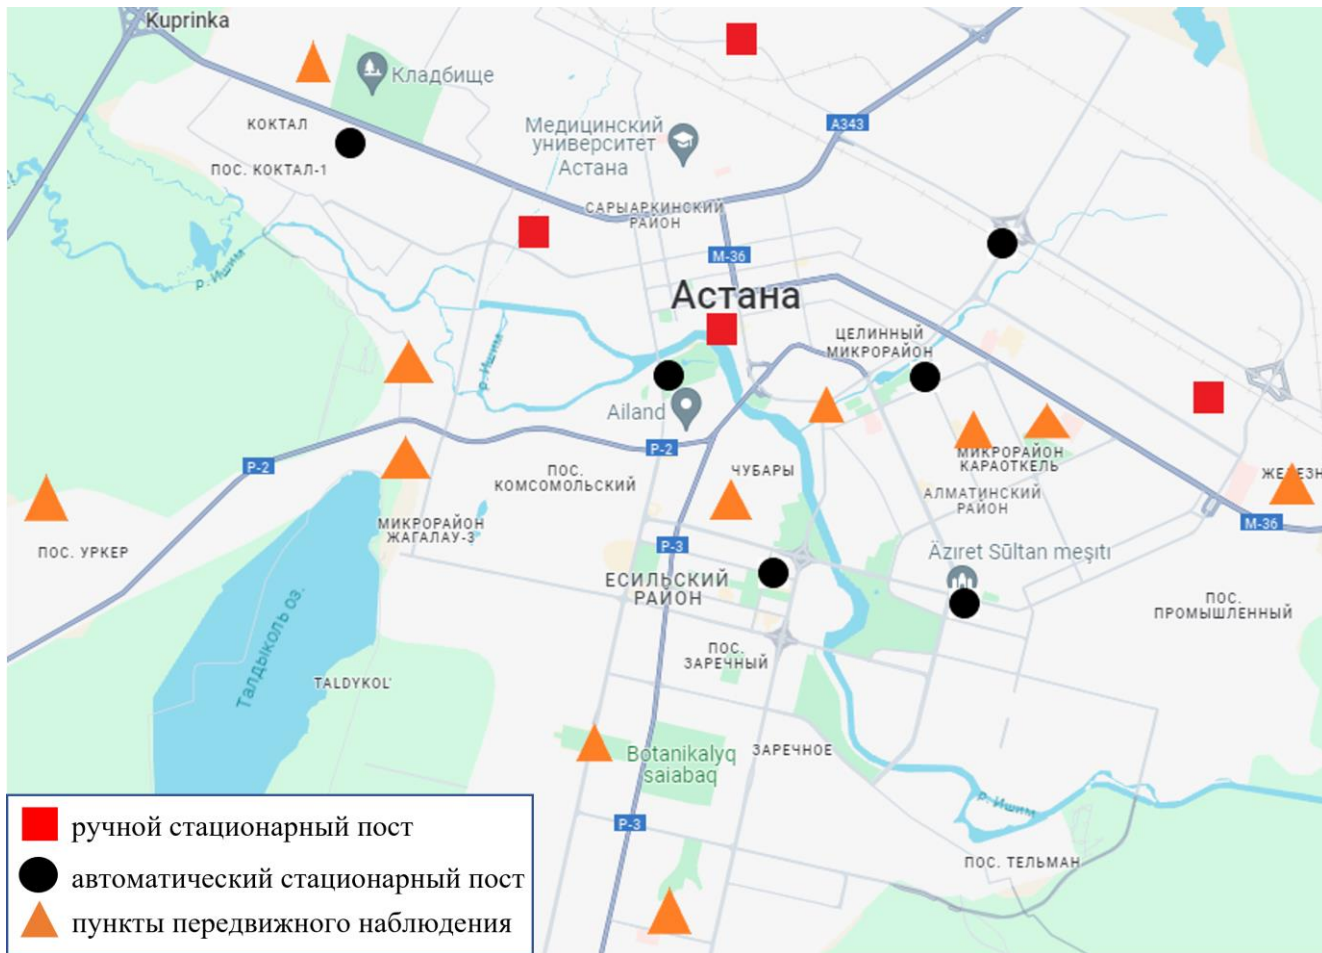 Kuprinka
Кладбище
КОКТАЛ
ПОС. КОКТАЛ-1
Медицинский
университет
Астана
А343
САРЫАРКИНСКИЙ
РАЙОН
М-36
р. Ишим
Астана
ЦЕЛИННЫЙ
МИКРОРАЙОН
р. Ишим
Ailand
Р-2
Р-2
ЧУБАРЫ
ПОС.
КОМСОМОЛЬСКИЙ
МИКРОРАЙОН
КАРАОТКЕЛЬ
АЛМАТИНСКИЙ
РАЙОН
ЖЕЛЕЗН
М-36
МИКРОРАЙОН
ЖАГАЛАУ-3
ПОС. УРКЕР
Р-3
Äziret Sūltan meşıtı
ЕСИЛЬСКИЙ
РАЙОН
ПОС.
ПРОМЫШЛЕННЫЙ
Талдыколь оз.
ПОС.
ЗАРЕЧНЫЙ
TALDYKOL'
Botanikalyq
saiabaq
ЗАРЕЧНОЕ
р. Ишим
Р-3
ПОС. ТЕЛЬМАН
ручной стационарный пост
автоматический стационарный пост
пункты передвижного наблюдения